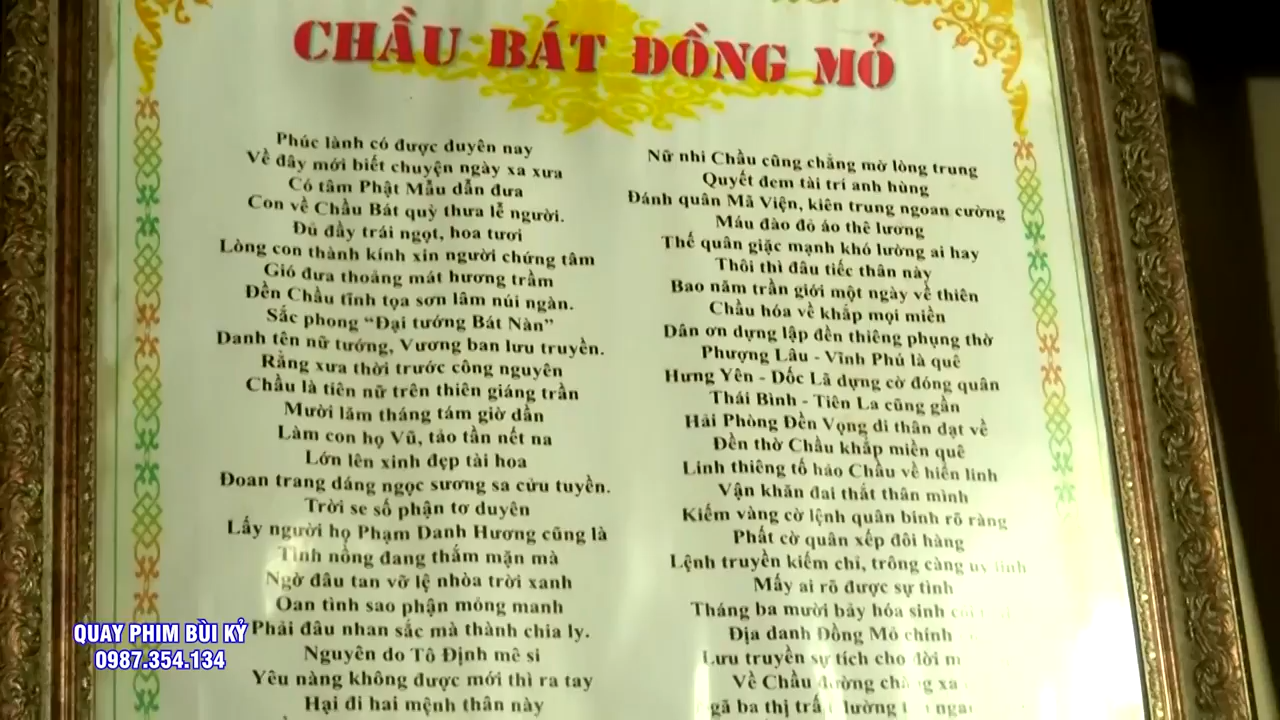 CHẦU BÁT ĐỒNG MỎ
Phúc lành có được duyên nay
Về đây mới biết chuyện ngày xa xưa
Có tâm Phật Mẫu dẫn đưa
Con về Chầu Bát quỳ thưa lễ người.
Đủ đầy trái ngọt, hoa tươi
Lòng con thành kính xin người chứng tâm
Gió đưa thoảng mát hương trầm
Đền Chầu tĩnh tọa sơn lâm núi ngàn.
Sắc phong “Đại tướng Bát Nàn”
Danh tên nữ tướng, Vương ban lưu truyền.
Rằng xưa thời trước công nguyên
Chầu là tiên nữ trên thiên giáng trần
Mười lăm tháng tám giờ dần
Làm con họ Vũ, tảo tần nết na
Lớn lên xinh đẹp tài hoa
Đoan trang dáng ngọc sương sa cửu tuyền.
Trời se số phận tơ duyên
Lấy người họ Phạm Danh Hương cũng là
Tình nồng đang thắm mặn mà
Ngờ đâu tan vỡ lệ nhòa trời xanh
Oan tình sao phận mỏng manh
Phải đâu nhan sắc mà thành chia ly.
Nguyên do Tô Định mê si
Yêu nàng không được mới thì ra tay
Hại đi hai mệnh thân này
Nữ nhi Chầu cũng chẳng mờ lòng trung
Quyết đem tài trí anh hùng
Đánh quân Mã Viện, kiên trung ngoan cường
Máu đào đỏ áo thê lương
Thế quân giặc mạnh khó lường ai hay
Thôi thì đâu tiếc thân này
Bao năm trần giới một ngày về thiên
Chầu hóa về khắp mọi miền
Dân ơn dựng lập đền thiêng phụng thờ
Phượng Lâu - Vĩnh Phú là quê
Hưng Yên - Dốc Lã dựng cờ đóng quân
Thái Bình - Tiên La cũng gần
Hải Phòng Đền Vọng di thân dạt về
Đền thờ Chầu khắp miền quê
Linh thiêng tố hảo Chầu về hiển linh
Vận khăn đai thắt thân mình
Kiếm vàng cờ lệnh quân binh rõ ràng
Phất cờ quân xếp đôi hàng
Lệnh truyền kiếm chỉ, trông càng uy linh
Mấy ai rõ được sự tình
Tháng ba mười bảy hóa sinh
Địa danh Đồng Mỏ chính
Lưu truyền sự tích cho đời
Về Chầu đường xa
ba thị trấ lường
QUAY PHIM BÙI KỶ
0987.354.134